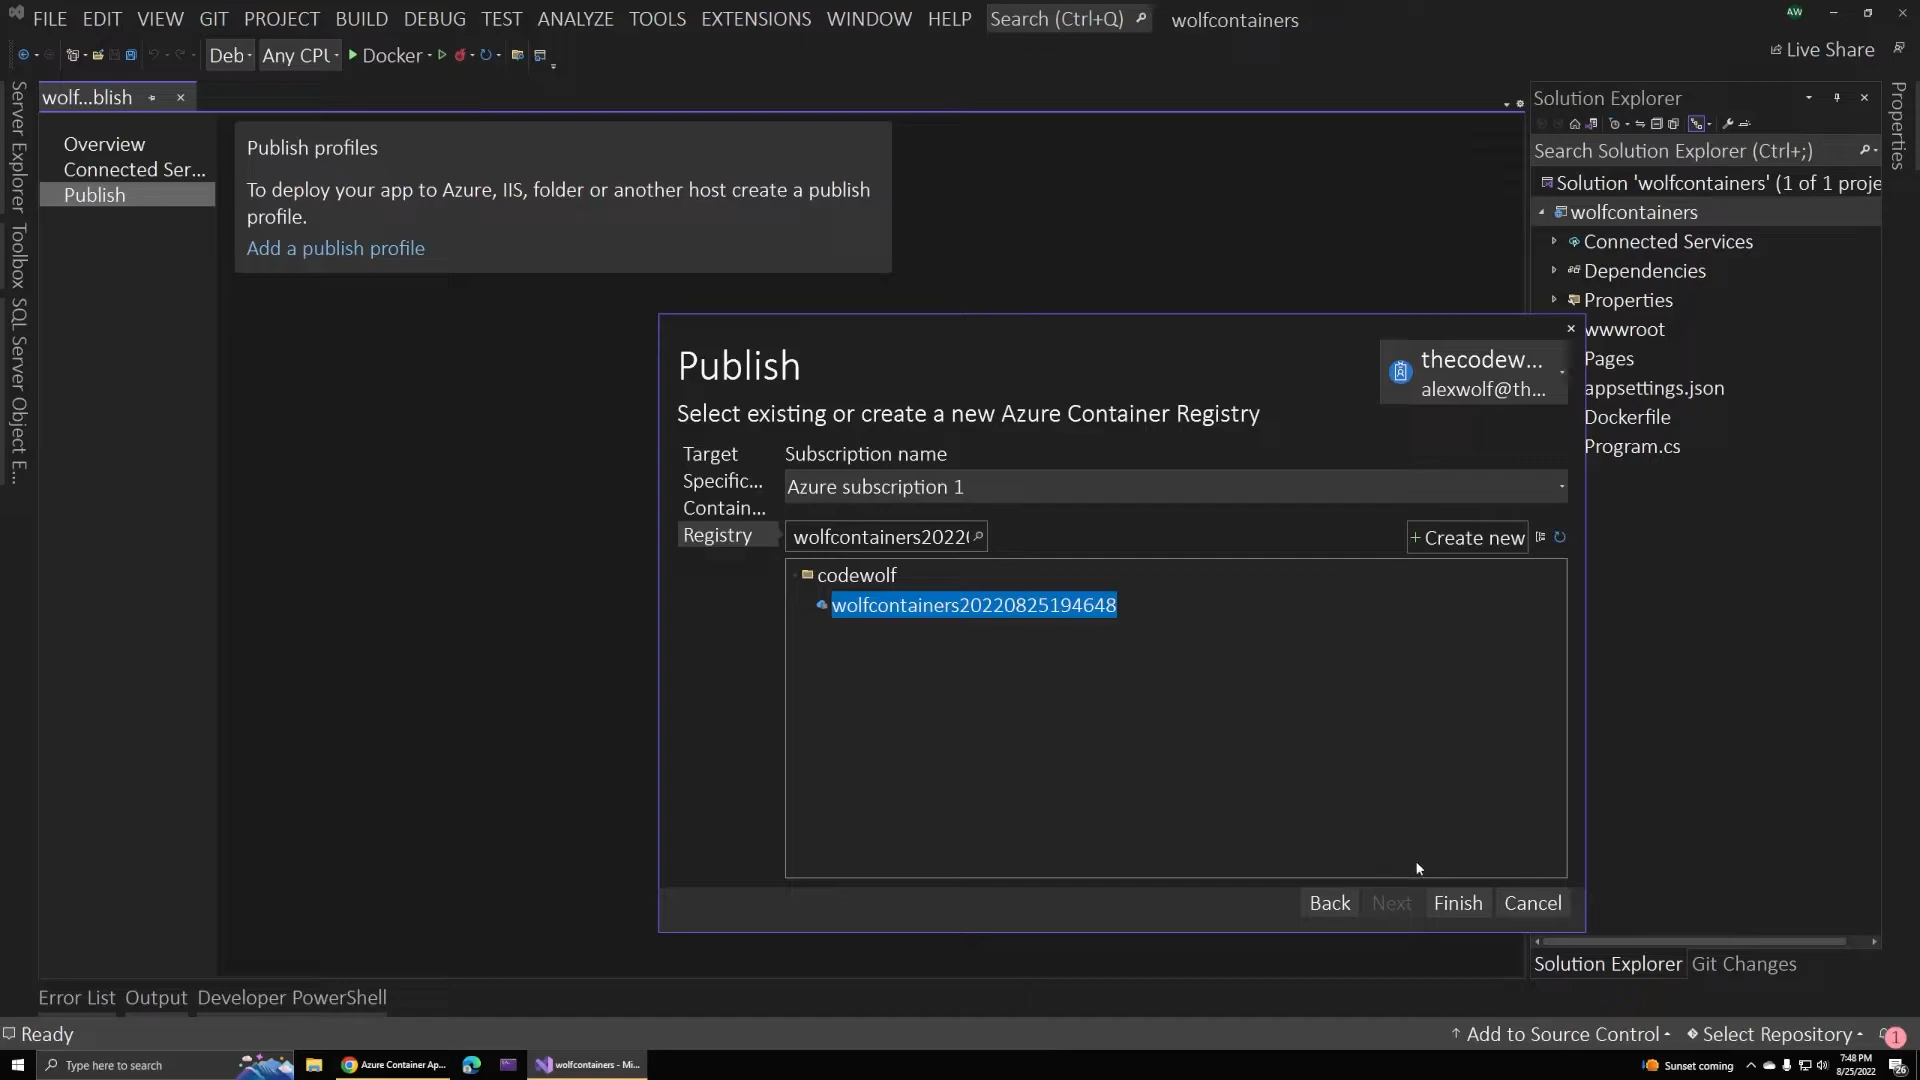 FILE EDIT VIEW GIT PROJECT BUILD DEBUG TEST ANALYZE TOOLS EXTENSIONS WINDOW HELP Search (Ctrl+Q) wolfcontainers AW
Deb Any CPU Docker Live Share
wolf...blish
Server Explorer
Toolbox
SQL Server Object E...
Overview
Connected Ser...
Publish
Publish profiles
To deploy your app to Azure, IIS, folder or another host create a publish
profile.
Add a publish profile
Publish
thecodew...
alexwolf@th...
Select existing or create a new Azure Container Registry
Target
Specific...
Contain...
Registry
Subscription name
Azure subscription 1
wolfcontainers2022(
+ Create new
codewolf
wolfcontainers20220825194648
Back Next Finish Cancel
Solution Explorer
Search Solution Explorer (Ctrl+;)
Solution 'wolfcontainers' (1 of 1 proje
wolfcontainers
Connected Services
Dependencies
Properties
wwwroot
Pages
appsettings.json
Dockerfile
Program.cs
Solution Explorer Git Changes
Properties
Error List Output Developer PowerShell
Ready
Add to Source Control Select Repository 1
Type here to search
Azure Container Ap...
wolfcontainers - Mi...
Sunset coming
7:48 PM
8/25/2022
26